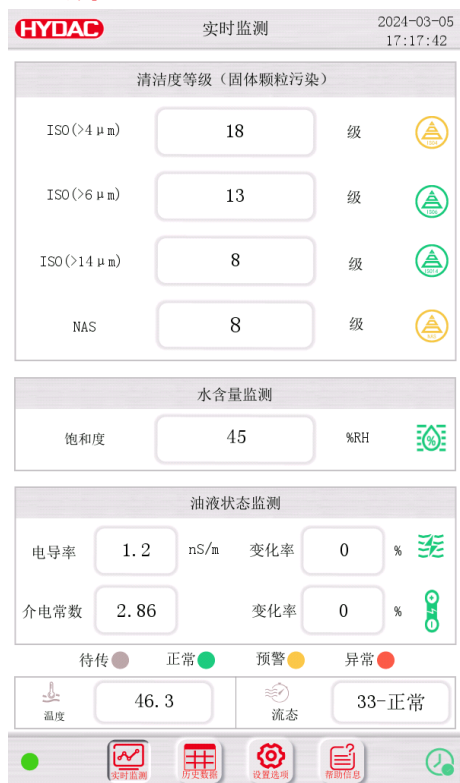 HYDAC 实时监测 2024-03-05
17:17:42
清洁度等级（固体颗粒污染）
ISO(>4μm) 18 级
ISO(>6μm) 13 级
ISO(>14μm) 8 级
NAS 8 级
水含量监测
饱和度 45 %RH %
油液状态监测
电导率 1.2 nS/m 变化率 0 %
介电常数 2.86 变化率 0 %
待传 正常 预警 异常
温度 46.3 流态 33-正常
实时监测 历史数据 设置选项 帮助信息